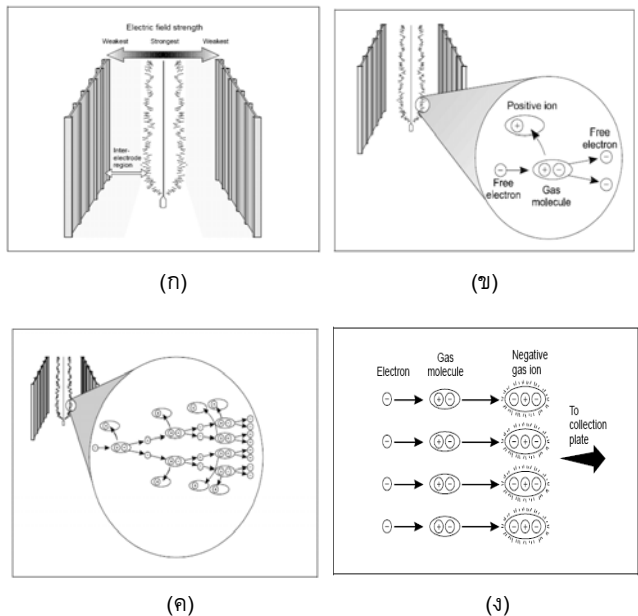 Electric field strength
Weakest Strongest Weakest
Inter-
electrode
region
(ก)
Positive ion
Free
electron
Free
electron
Gas
molecule
(ข)
(ค)
Electron
Gas
molecule
Negative
gas ion
To
collection
plate
(ง)